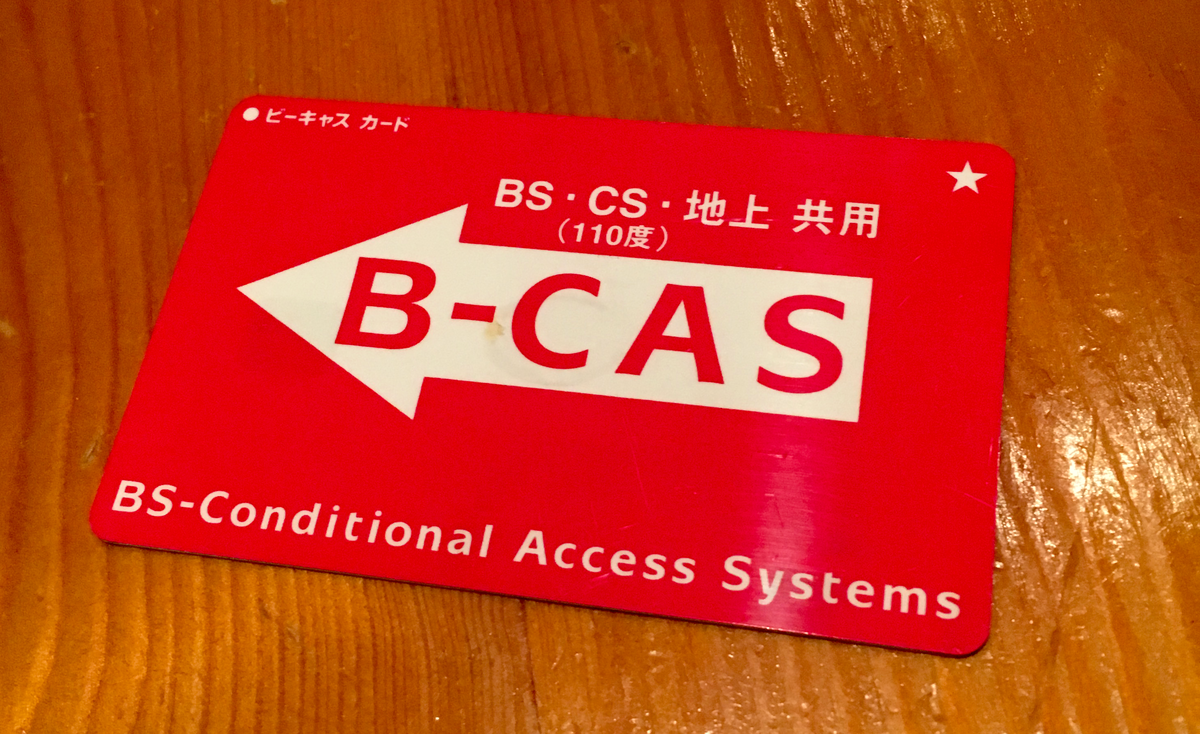 ●ビーキャス カード
★
BS・CS・地上 共用
（110度）
B-CAS
BS-Conditional Access Systems